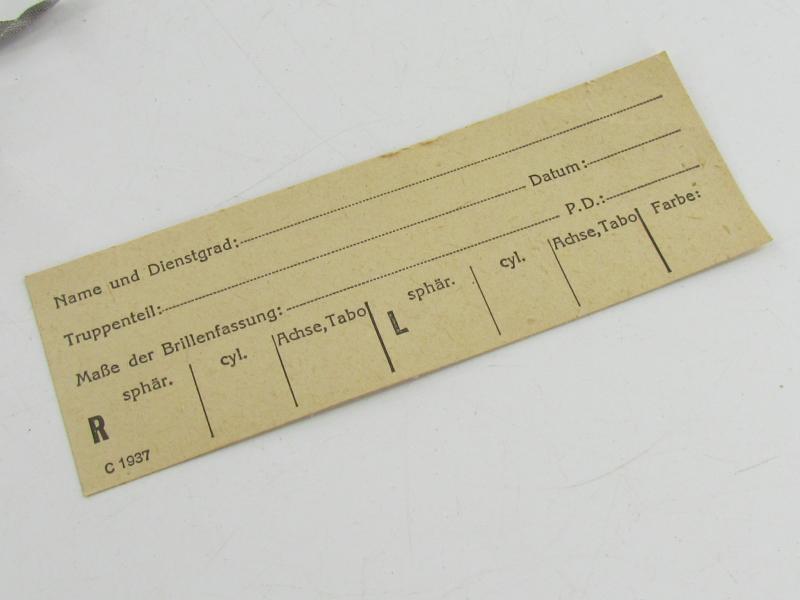 Name und Dienstgrad:
Truppenteil: Datum:
Maße der Brillenfassung: P.D.:
R sphär. cyl. Achse, Tabo L sphär. cyl. Achse, Tabo Farbe:
C 1937